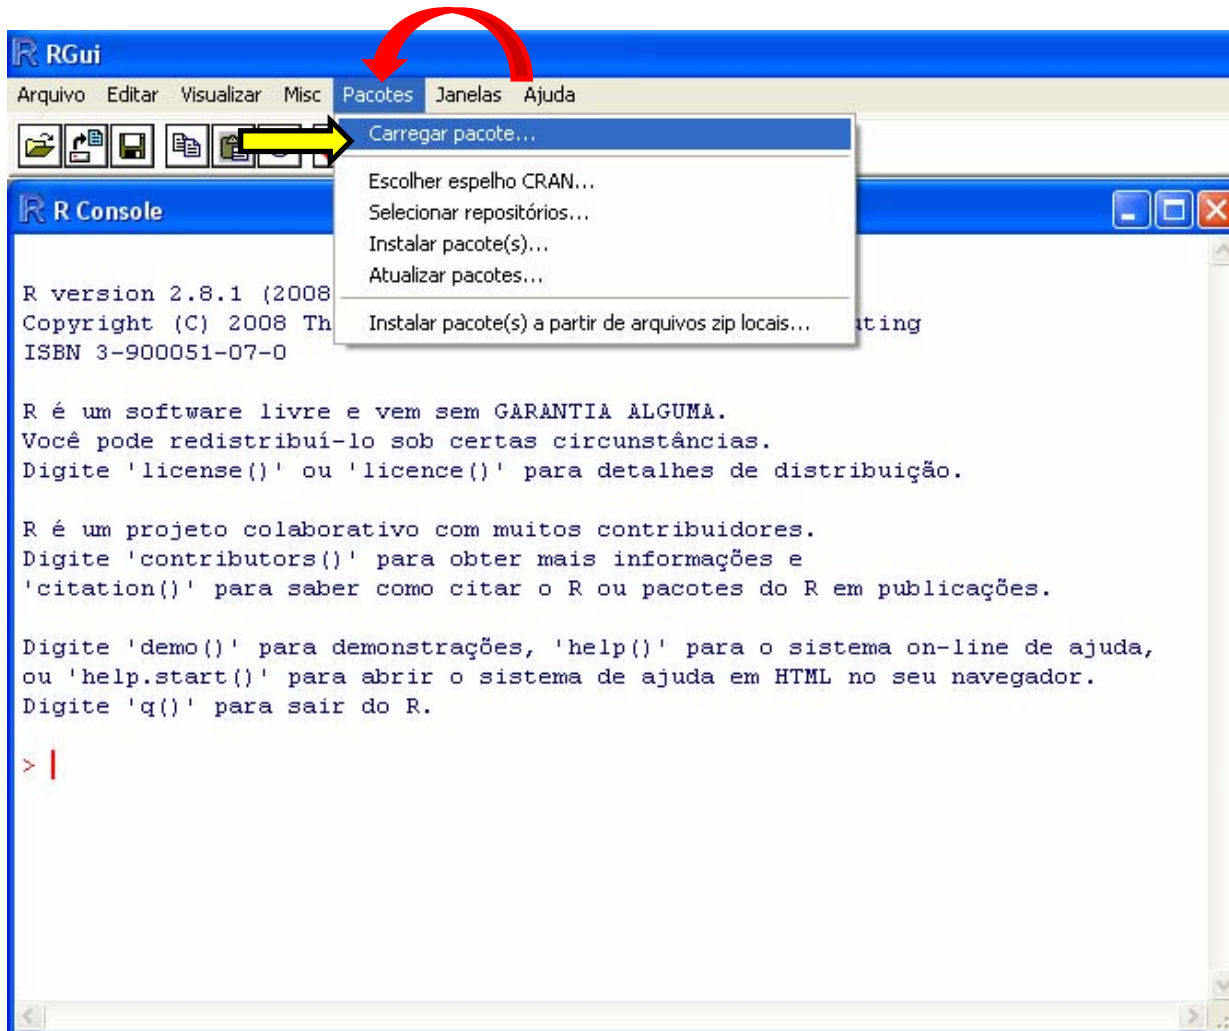 RGui
Arquivo Editar Visualizar Misc Pacotes Janelas Ajuda
Carregar pacote...
Escolher espelho CRAN...
Selecionar repositórios...
Instalar pacote(s)...
Atualizar pacotes...
Instalar pacote(s) a partir de arquivos zip locais...
R Console
R version 2.8.1 (2008
Copyright (C) 2008 Th uting
ISBN 3-900051-07-0
R é um software livre e vem sem GARANTIA ALGUMA.
Você pode redistribuí-lo sob certas circunstâncias.
Digite 'license()' ou 'licence()' para detalhes de distribuição.
R é um projeto colaborativo com muitos contribuidores.
Digite 'contributors()' para obter mais informações e
'citation()' para saber como citar o R ou pacotes do R em publicações.
Digite 'demo()' para demonstrações, 'help()' para o sistema on-line de ajuda,
ou 'help.start()' para abrir o sistema de ajuda em HTML no seu navegador.
Digite 'q()' para sair do R.
>